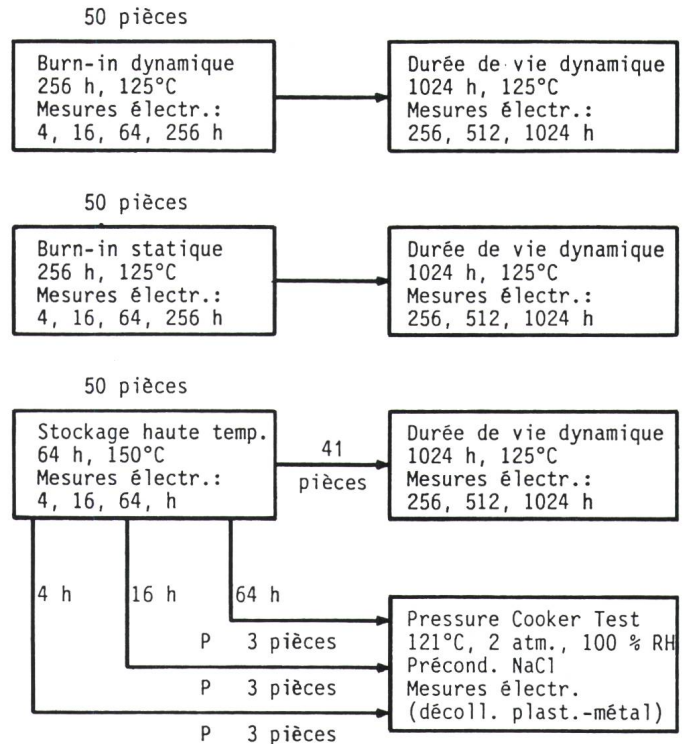 50 pièces
Burn-in dynamique
256 h, 125°C
Mesures électr.:
4, 16, 64, 256 h
Durée de vie dynamique
1024 h, 125°C
Mesures électr.:
256, 512, 1024 h
50 pièces
Burn-in statique
256 h, 125°C
Mesures électr.:
4, 16, 64, 256 h
Durée de vie dynamique
1024 h, 125°C
Mesures électr.:
256, 512, 1024 h
50 pièces
Stockage haute temp.
64 h, 150°C
Mesures électr.:
4, 16, 64, h
41
pièces
Durée de vie dynamique
1024 h, 125°C
Mesures électr.:
256, 512, 1024 h
4 h
16 h
64 h
P 3 pièces
P 3 pièces
P 3 pièces
Pressure Cooker Test
121°C, 2 atm., 100 % RH
Précond. NaCl
Mesures électr.
(décoll. plast.-métal)